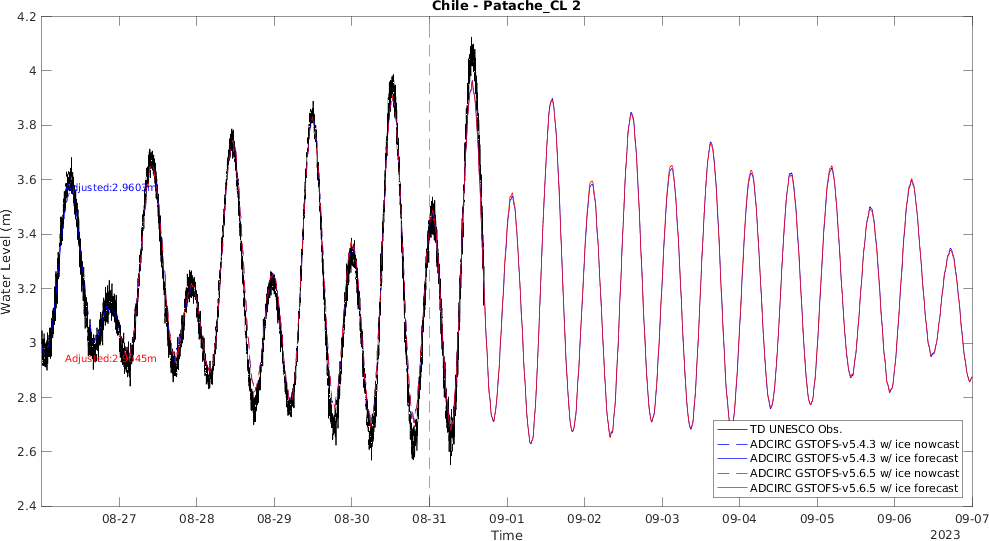 Chile - Patache_CL 2
4.2
4
3.8
3.6
3.4
3.2
3
2.8
2.6
2.4
Water Level (m)
Adjusted:2.9603m
TD UNESCO Obs.
ADCIRC GSTOFS-v5.4.3 w/ ice nowcast
ADCIRC GSTOFS-v5.4.3 w/ ice forecast
ADCIRC GSTOFS-v5.6.5 w/ ice nowcast
ADCIRC GSTOFS-v5.6.5 w/ ice forecast
08-27 08-28 08-29 08-30 08-31 09-01 09-02 09-03 09-04 09-05 09-06 09-07
Time
2023